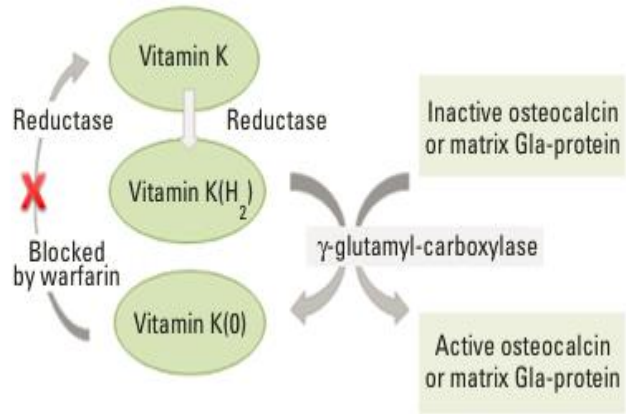 Vitamin K
Reductase
Reductase
Inactive osteocalcin
or matrix Gla-protein
Vitamin K(H2)
Blocked
by warfarin
γ-glutamyl-carboxylase
Vitamin K(0)
Active osteocalcin
or matrix Gla-protein